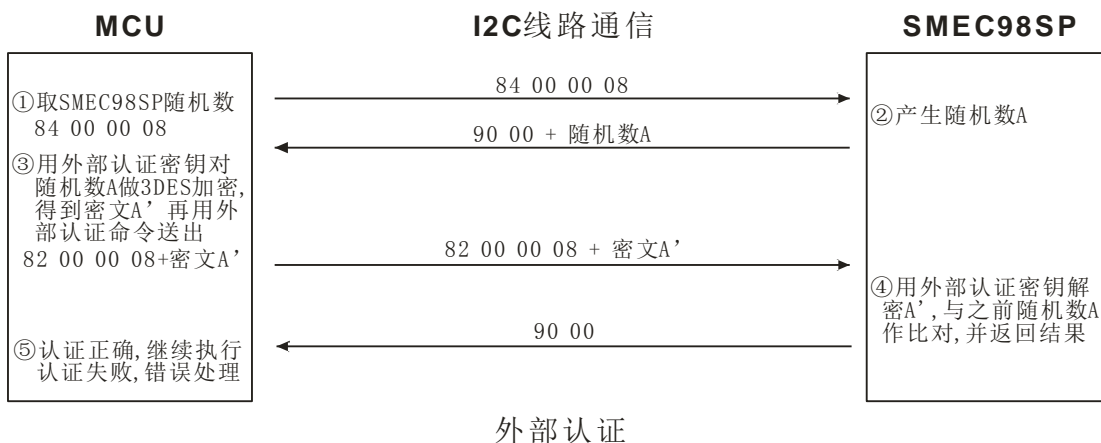 MCU
I2C线路通信
SMEC98SP
①取SMEC98SP随机数
84 00 00 08
84 00 00 08
②产生随机数A
90 00 + 随机数A
③用外部认证密钥对
随机数A做3DES加密,
得到密文A’再用外
部认证命令送出
82 00 00 08+密文A’
82 00 00 08 + 密文A’
④用外部认证密钥解
密A’,与之前随机数A
作比对,并返回结果
90 00
⑤认证正确,继续执行
认证失败,错误处理
外部认证